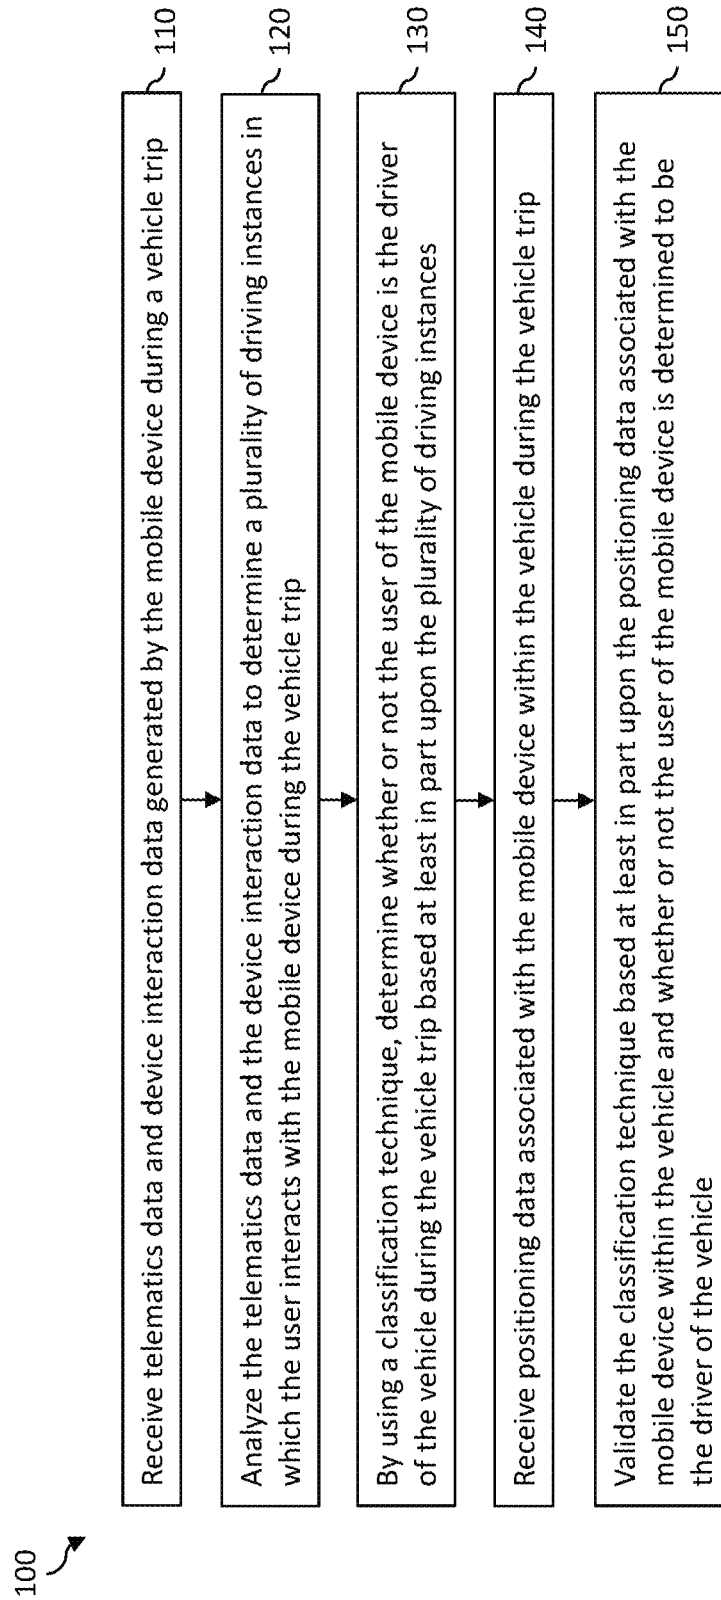 100
Receive telematics data and device interaction data generated by the mobile device during a vehicle trip
110
Analyze the telematics data and the device interaction data to determine a plurality of driving instances in
which the user interacts with the mobile device during the vehicle trip
120
By using a classification technique, determine whether or not the user of the mobile device is the driver
of the vehicle during the vehicle trip based at least in part upon the plurality of driving instances
130
Receive positioning data associated with the mobile device within the vehicle during the vehicle trip
140
Validate the classification technique based at least in part upon the positioning data associated with the
mobile device within the vehicle and whether or not the user of the mobile device is determined to be
the driver of the vehicle
150